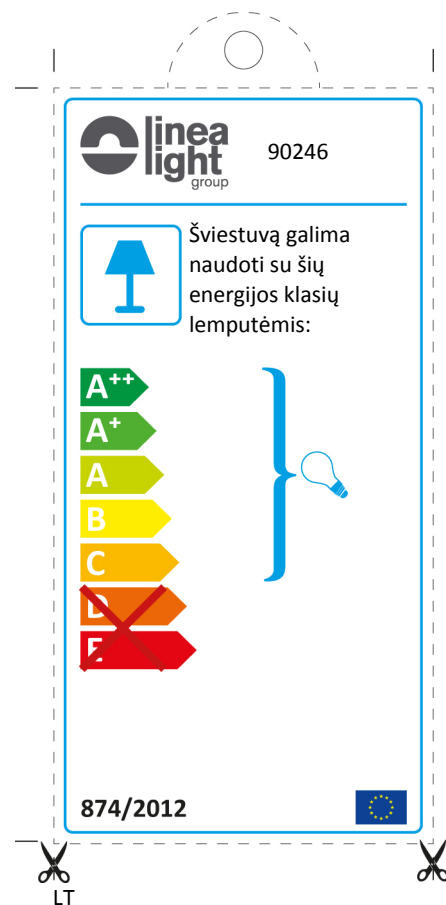 linea
light
group
90246
Šviestuvą galima
naudoti su šių
energijos klasių
lemputėmis:
A++
A+
A
B
C
D
E
874/2012
LT